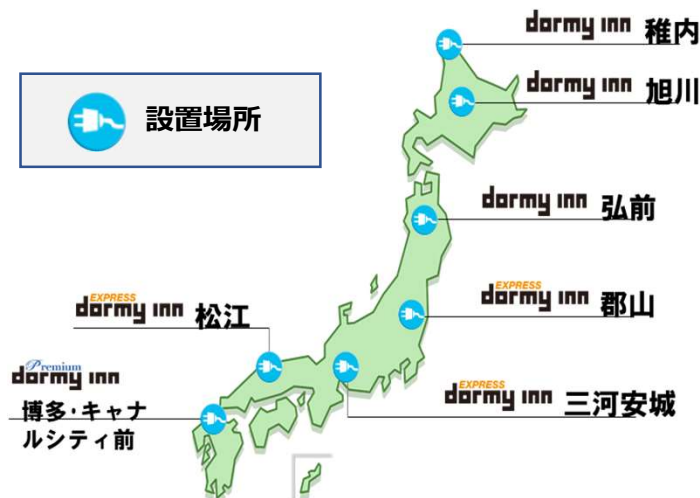 dormy inn 稚内
dormy inn 旭川
設置場所
dormy inn 弘前
EXPRESS
dormy inn 郡山
EXPRESS
dormy inn 松江
Premium
dormy inn
博多・キャナ
ルシティ前
EXPRESS
dormy inn 三河安城